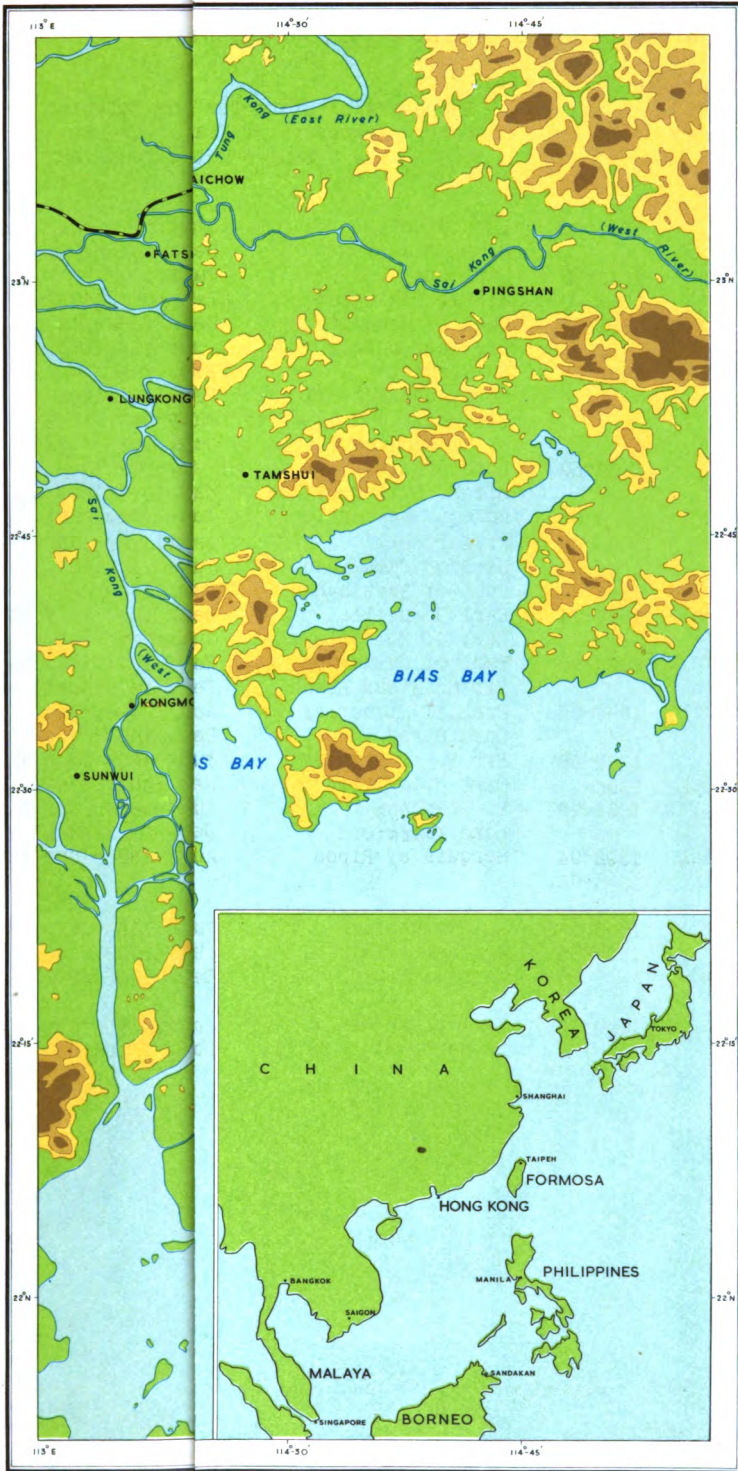 113°E
114°30'
114°45'
Tung Kong (East River)
AICHOW
FATSI
(West River)
Sai Kong
23°N
23°N
PINGSHAN
LUNGKONG
TAMSHUI
Sai Kong
22°45'
22°45'
(West
BIAS BAY
KONGMO
S BAY
SUNWUI
22°30'
22°30'
KOREA
JAPAN
TOKYO
22°15'
22°15'
CHINA
SHANGHAI
TAIPEH
FORMOSA
HONG KONG
BANGKOK
MANILA
PHILIPPINES
22°N
22°N
SAIGON
MALAYA
SANDAKAN
SINGAPORE
BORNEO
113°E
114°30'
114°45'